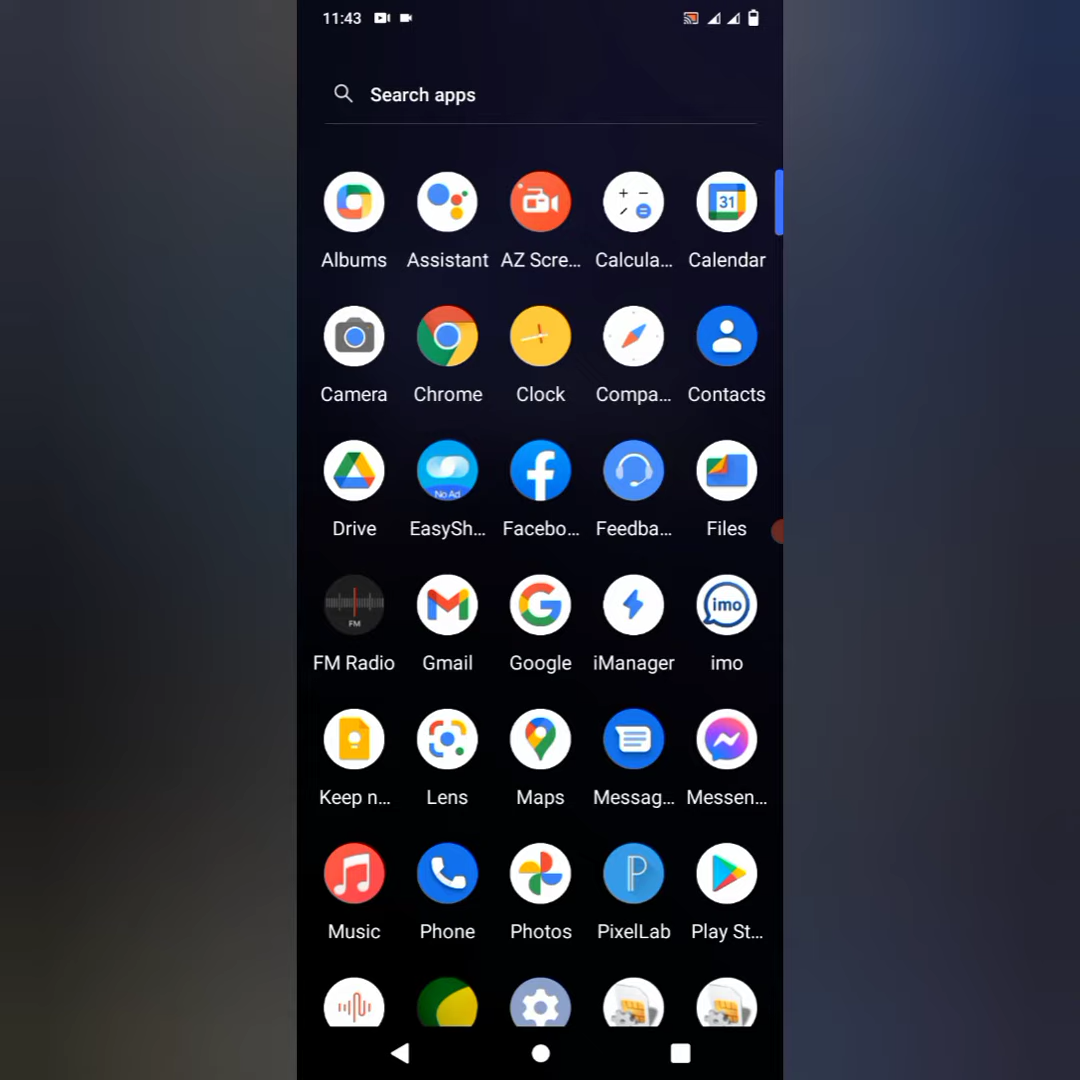 11:43
Search apps
31
Albums Assistant AZ Scre... Calcula... Calendar
Camera Chrome Clock Compa... Contacts
No Ad
Drive EasySh... Facebo... Feedba... Files
FM
imo
FM Radio Gmail Google iManager imo
Keep n... Lens Maps Messag... Messen...
Music Phone Photos PixelLab Play St...